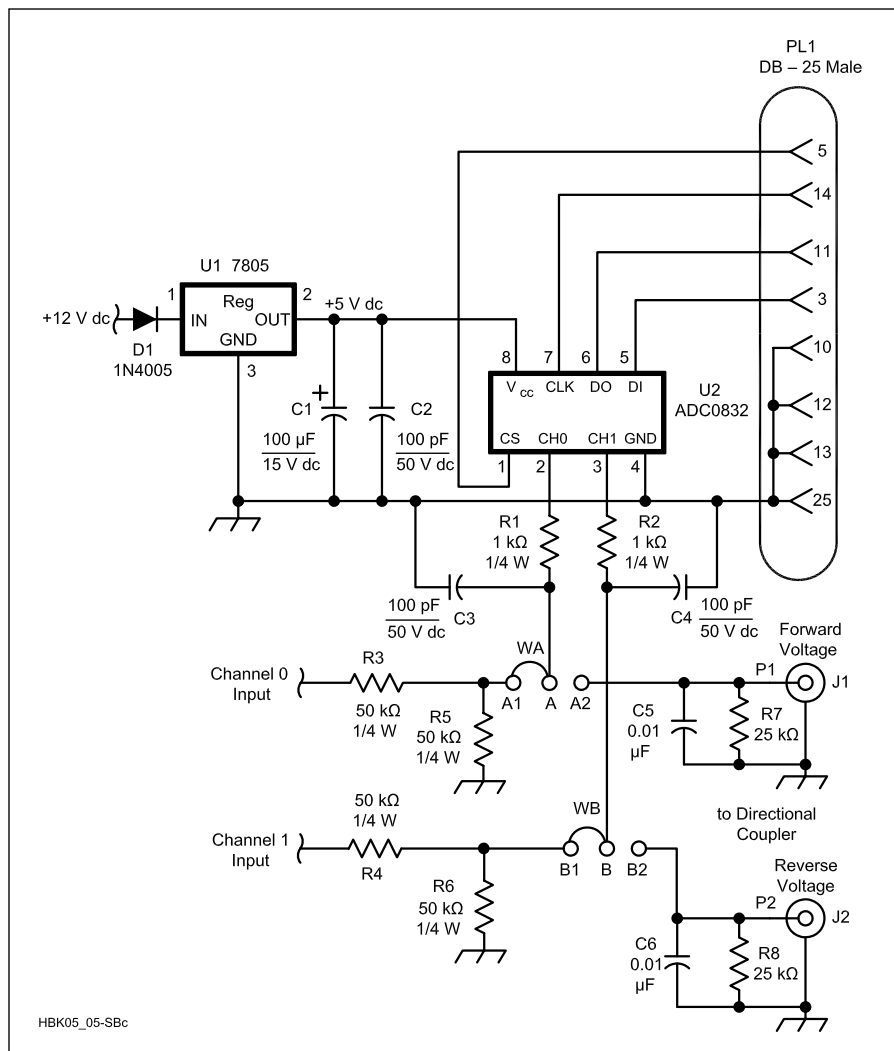 PL1
DB – 25 Male
5
14
11
3
10
12
13
25
U1 7805
1
2
Reg
IN
OUT
GND
3
+12 V dc
+5 V dc
D1
1N4005
C1
+
100 µF
15 V dc
C2
100 pF
50 V dc
8
7
6
5
V CC
CLK
DO
DI
CS
CH0
CH1
GND
1
2
3
4
U2
ADC0832
R1
1 kΩ
1/4 W
R2
1 kΩ
1/4 W
100 pF
50 V dc
C3
C4
100 pF
50 V dc
Forward
Voltage
Channel 0
Input
R3
50 kΩ
1/4 W
R5
50 kΩ
1/4 W
WA
A1
A
A2
P1
J1
C5
0.01
µF
R7
25 kΩ
to Directional
Coupler
Channel 1
Input
50 kΩ
1/4 W
R4
R6
50 kΩ
1/4 W
WB
B1
B
B2
Reverse
Voltage
P2
J2
C6
0.01
µF
R8
25 kΩ
HBK05_05-SBc